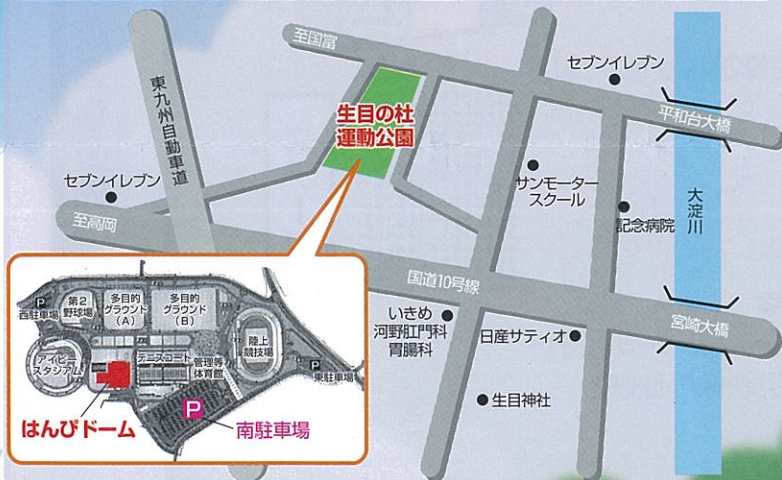 至国富
セブンイレブン
平和台大橋
東九州自動車道
生目の杜
運動公園
セブンイレブン
サンモーター
スクール
記念病院
大淀川
至高岡
国道10号線
宮崎大橋
いきめ
河野肛門科
胃腸科
日産サティオ
生目神社
P
西駐車場
第2
野球場
多目的
グラウンド
(A)
多目的
グラウンド
(B)
陸上
競技場
アイビー
スタジアム
テニスコート
管理等
体育館
P
東駐車場
はんぴドーム
P
南駐車場